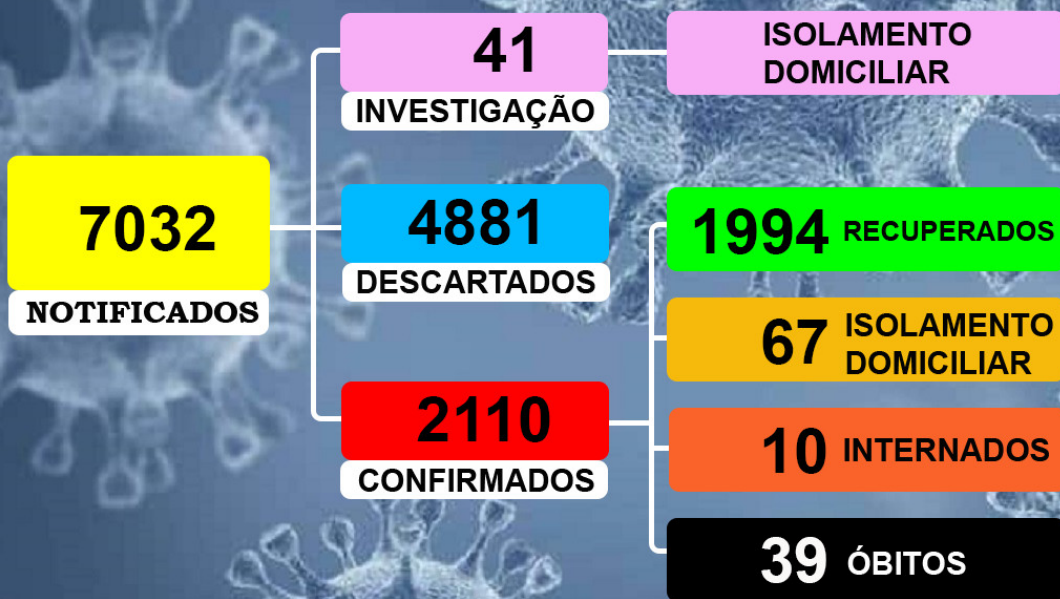 7032
NOTIFICADOS
41
INVESTIGAÇÃO
ISOLAMENTO
DOMICILIAR
4881
DESCARTADOS
2110
CONFIRMADOS
1994 RECUPERADOS
67 ISOLAMENTO
DOMICILIAR
10 INTERNADOS
39 ÓBITOS